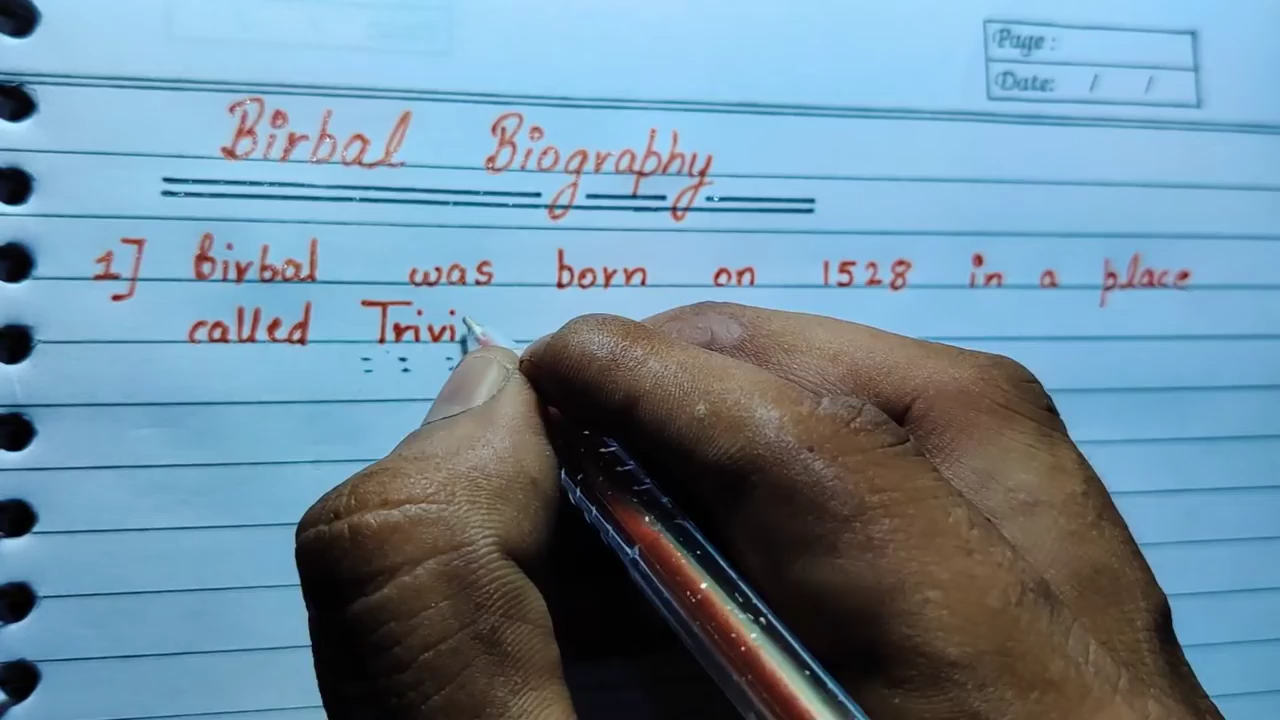 Page:
Date: / /
Birbal Biography
1] Birbal was born on 1528 in a place
called Trivi